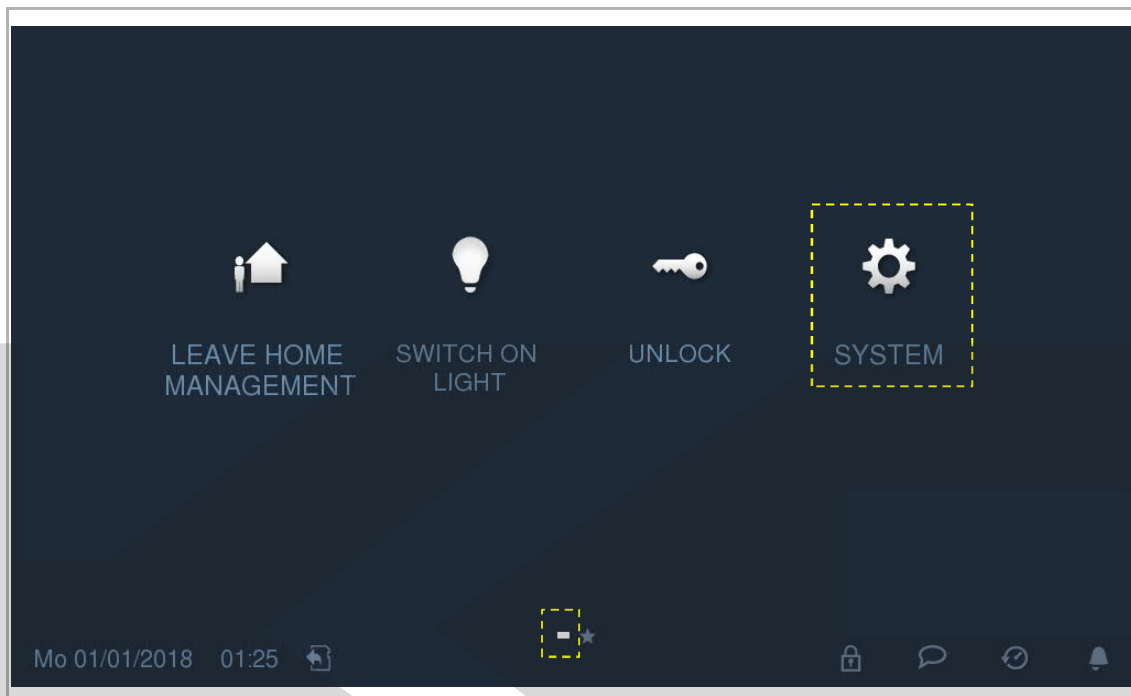 LEAVE HOME
MANAGEMENT
SWITCH ON
LIGHT
UNLOCK
SYSTEM
Mo 01/01/2018 01:25